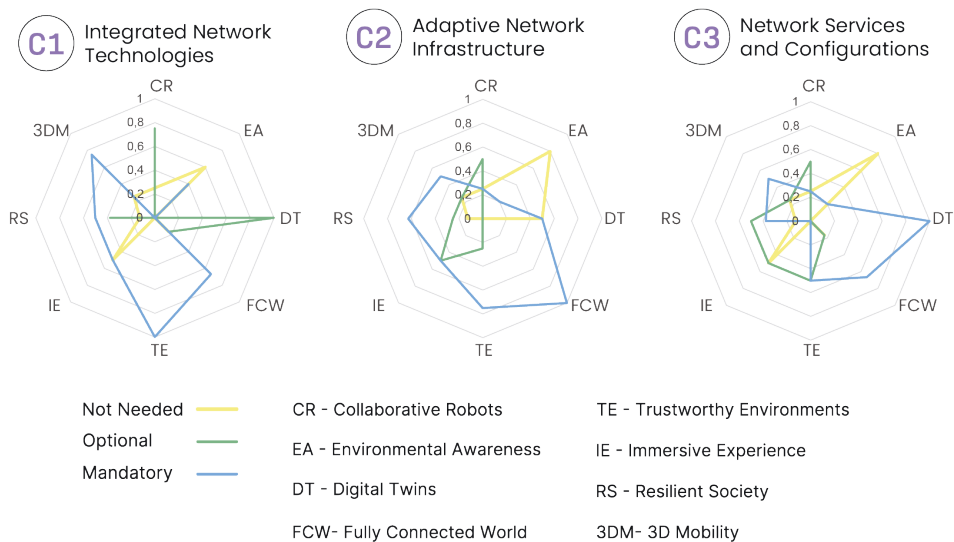 C1
Integrated Network
Technologies
C2
Adaptive Network
Infrastructure
C3
Network Services
and Configurations
CR
1
0,8
0,6
0,4
0,2
0
EA
DT
FCW
TE
IE
RS
3DM
CR
1
0,8
0,6
0,4
0,2
0
EA
DT
FCW
TE
IE
RS
3DM
CR
1
0,8
0,6
0,4
0,2
0
EA
DT
FCW
TE
IE
RS
3DM
Not Needed
Optional
Mandatory
CR - Collaborative Robots
EA - Environmental Awareness
DT - Digital Twins
FCW- Fully Connected World
TE - Trustworthy Environments
IE - Immersive Experience
RS - Resilient Society
3DM- 3D Mobility